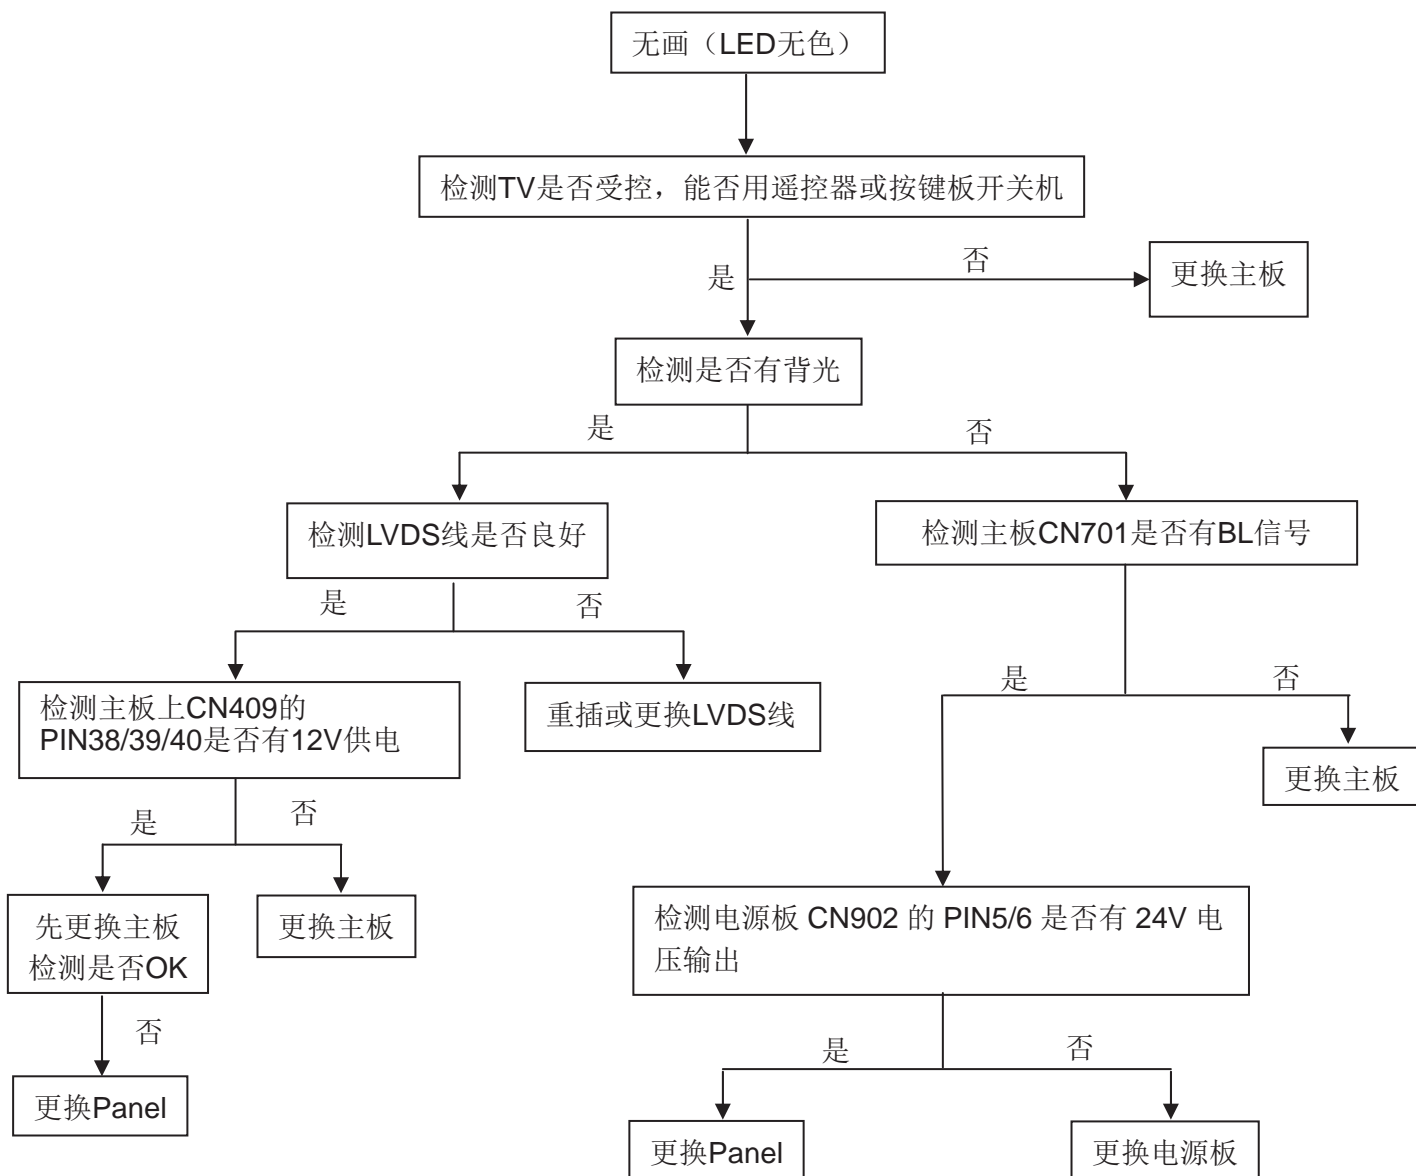 无画（LED无色）
检测TV是否受控，能否用遥控器或按键板开关机
否
是
更换主板
检测是否有背光
是
否
检测LVDS线是否良好
检测主板CN701是否有BL信号
是
否
是
否
检测主板上CN409的
PIN38/39/40是否有12V供电
重插或更换LVDS线
更换主板
是
否
先更换主板
检测是否OK
更换主板
检测电源板 CN902 的 PIN5/6 是否有 24V 电
压输出
否
是
否
更换Panel
更换Panel
更换电源板